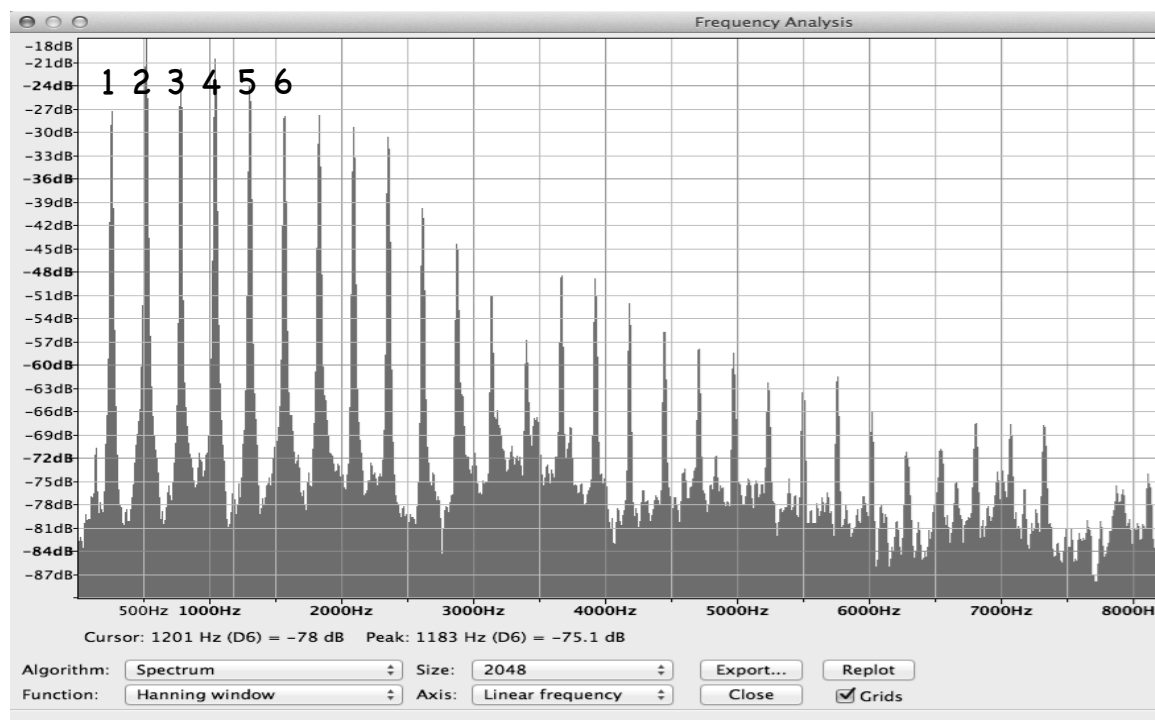 Frequency Analysis
-18dB
-21dB
-24dB
1 2 3 4 5 6
-27dB
-30dB
-33dB
-36dB
-39dB
-42dB
-45dB
-48dB
-51dB
-54dB
-57dB
-60dB
-63dB
-66dB
-69dB
-72dB
-75dB
-78dB
-81dB
-84dB
-87dB
500Hz 1000Hz 2000Hz 3000Hz 4000Hz 5000Hz 6000Hz 7000Hz 8000H
Cursor: 1201 Hz (D6) = -78 dB Peak: 1183 Hz (D6) = -75.1 dB
Algorithm: Spectrum Size: 2048 Export... Replot
Function: Hanning window Axis: Linear frequency Close Grids